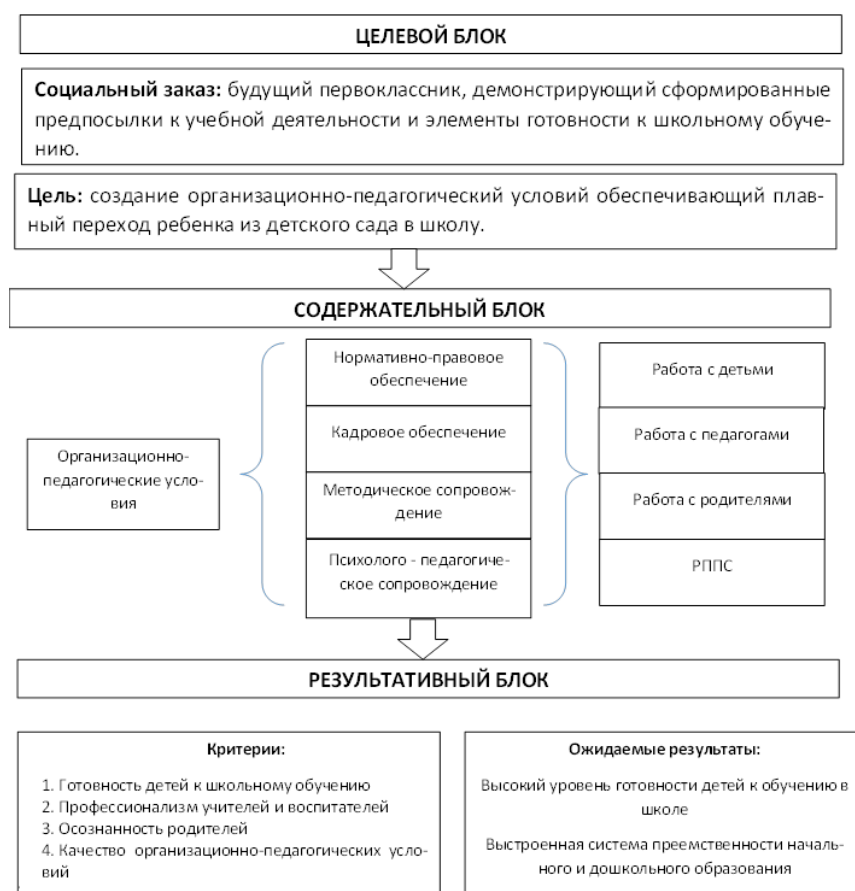 ЦЕЛЕВОЙ БЛОК
Социальный заказ: будущий первоклассник, демонстрирующий сформированные
предпосылки к учебной деятельности и элементы готовности к школьному обуче-
нию.
Цель: создание организационно-педагогический условий обеспечивающий плав-
ный переход ребенка из детского сада в школу.
СОДЕРЖАТЕЛЬНЫЙ БЛОК
Организационно-
педагогические усло-
вия
Нормативно-правовое
обеспечение
Кадровое обеспечение
Методическое сопровож-
дение
Психолого - педагогиче-
ское сопровождение
Работа с детьми
Работа с педагогами
Работа с родителями
РППС
РЕЗУЛЬТАТИВНЫЙ БЛОК
Критерии:
1. Готовность детей к школьному обучению
2. Профессионализм учителей и воспитателей
3. Осознанность родителей
4. Качество организационно-педагогических усло-
вий
Ожидаемые результаты:
Высокий уровень готовности детей к обучению в
школе
Выстроенная система преемственности началь-
ного и дошкольного образования